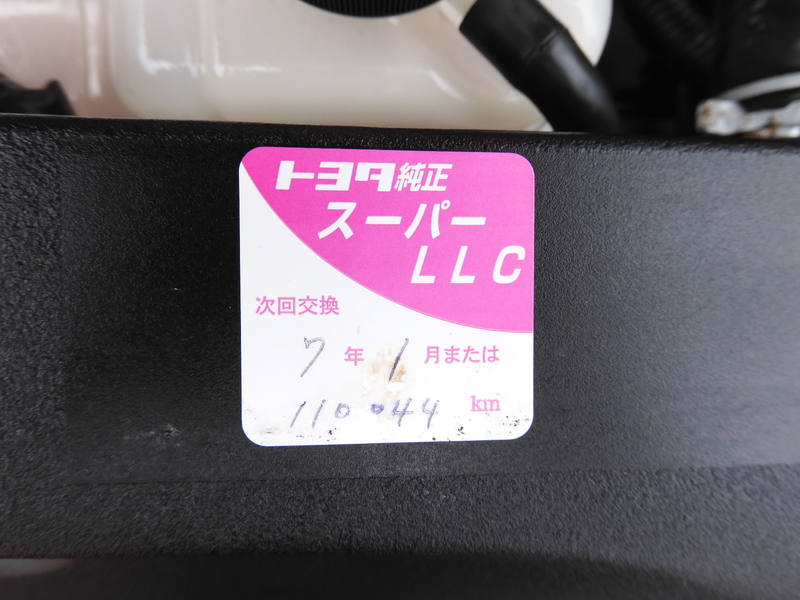 トヨタ純正
スーパー
LLC
次回交換
7年1月または
110044 km